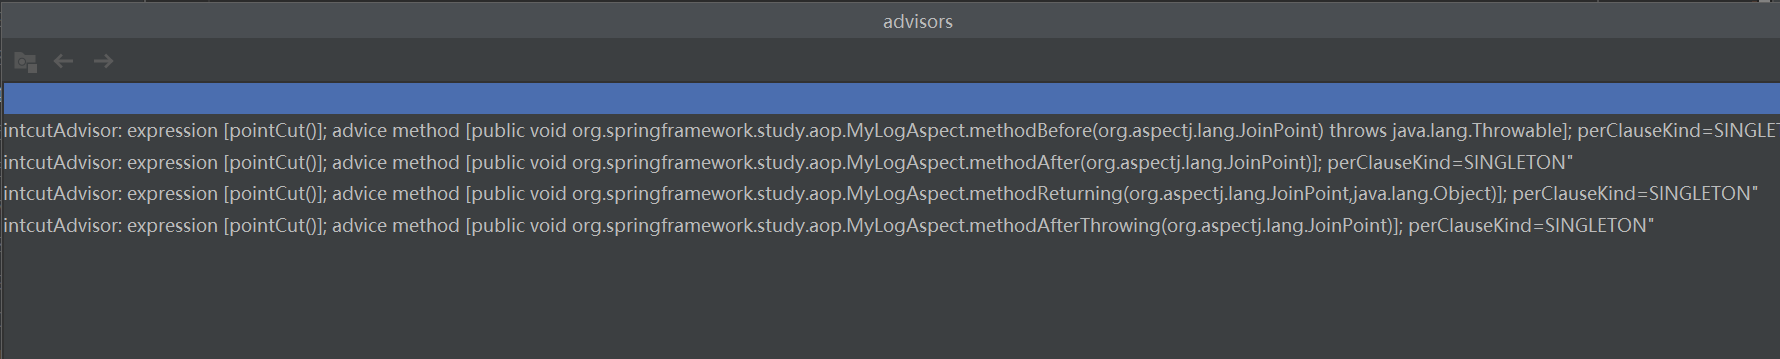 advisors
intcutAdvisor: expression [pointCut()]; advice method [public void org.springframework.study.aop.MyLogAspect.methodBefore(org.aspectj.lang.JoinPoint) throws java.lang.Throwable]; perClauseKind=SINGLET
intcutAdvisor: expression [pointCut()]; advice method [public void org.springframework.study.aop.MyLogAspect.methodAfter(org.aspectj.lang.JoinPoint)]; perClauseKind=SINGLETON"
intcutAdvisor: expression [pointCut()]; advice method [public void org.springframework.study.aop.MyLogAspect.methodReturning(org.aspectj.lang.JoinPoint,java.lang.Object)]; perClauseKind=SINGLETON"
intcutAdvisor: expression [pointCut()]; advice method [public void org.springframework.study.aop.MyLogAspect.methodAfterThrowing(org.aspectj.lang.JoinPoint)]; perClauseKind=SINGLETON"